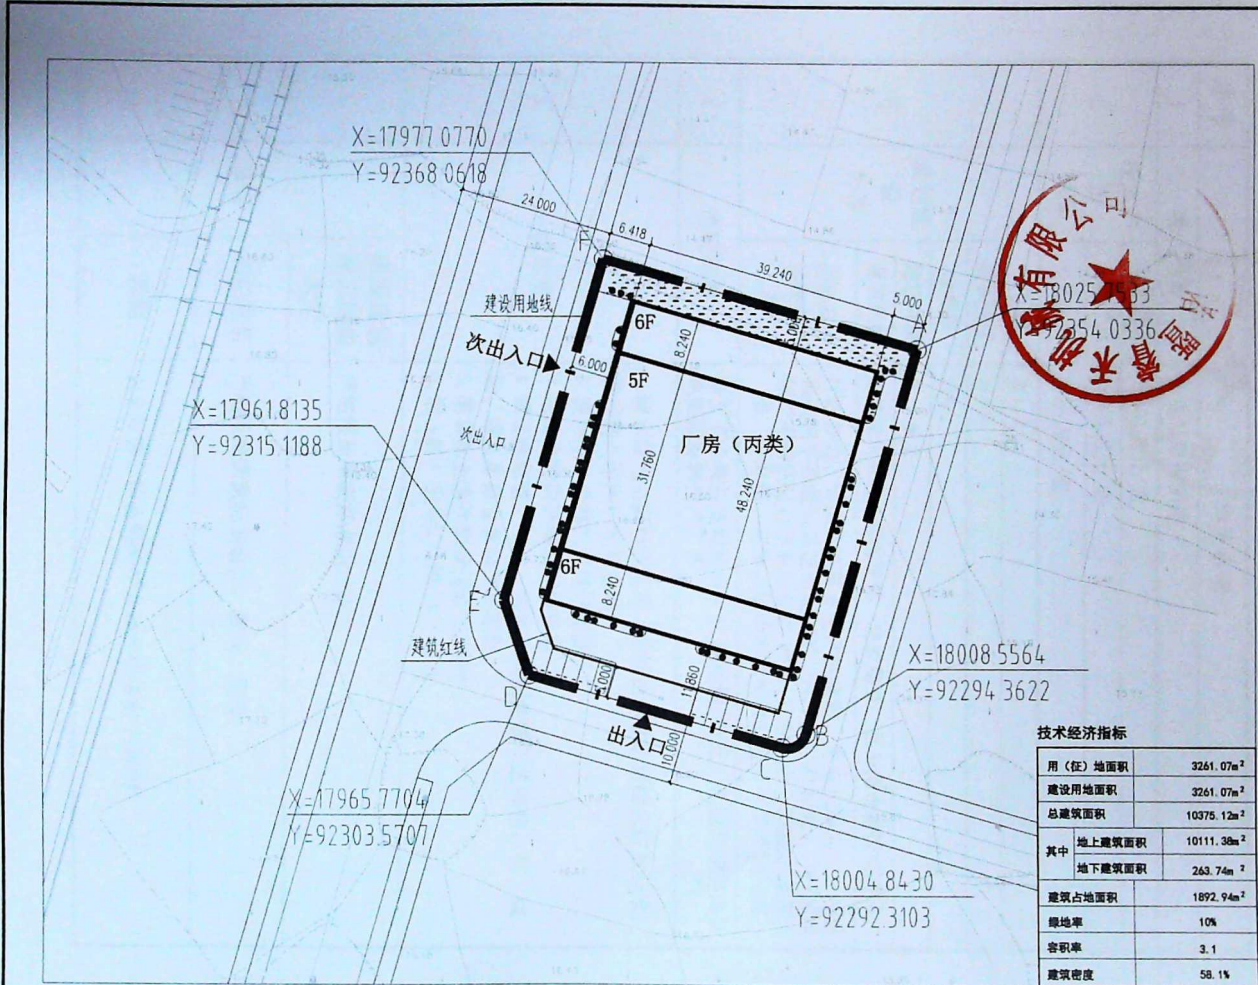 X=17977.0770
Y=92368.0618
24.000
F
6.418
39.240
5.000
A
有限公司
X=18025.7533
Y=92354.0336
建设用地线
6F
8.240
次出入口
6.000
5F
X=17961.8135
Y=92315.1188
次出入口
厂房（丙类）
31.760
48.240
6F
8.240
E
建筑红线
X=18008.5564
Y=92294.3622
D
11.860
出入口
10.000
B
C
X=17965.7704
Y=92303.5707
X=18004.8430
Y=92292.3103
技术经济指标
用（征）地面积 3261.07m²
建设用地面积 3261.07m²
总建筑面积 10375.12m²
其中 地上建筑面积 10111.38m²
地下建筑面积 263.74m²
建筑占地面积 1892.94m²
绿地率 10%
容积率 3.1
建筑密度 58.1%